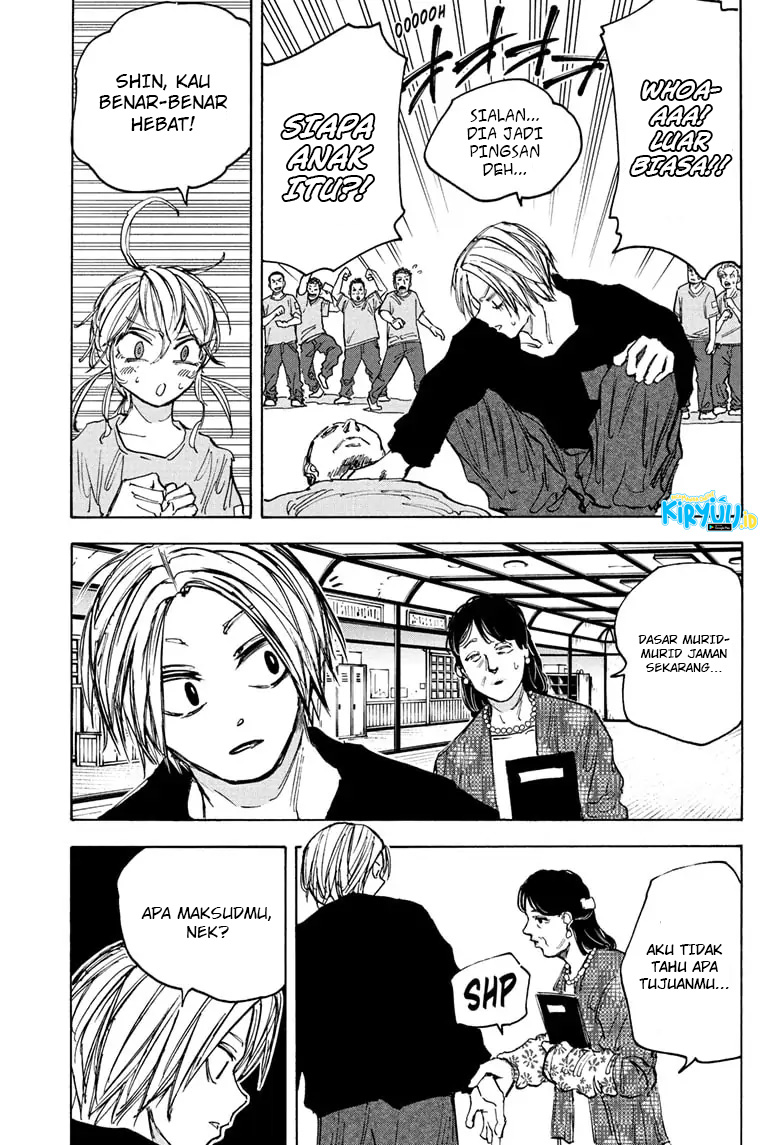 WHOA-
AAA!
LUAR
BIASA!!!
OOOOOH
SIALAN...
DIA JADI
PINGSAN
DEH...
SIAPA
ANAK
ITU?!
SHIN, KAU
BENAR-BENAR
HEBAT!
KIRYUU.ID
DASAR MURID-
MURID JAMAN
SEKARANG...
AKU TIDAK
TAHU APA
TUJUANMU...
SHP
APA MAKSUDMU,
NEK?